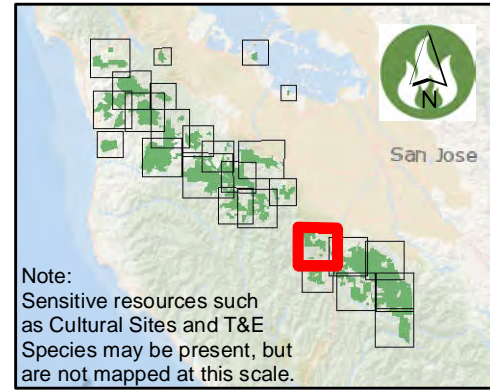 N
San Jose
Note:
Sensitive resources such
as Cultural Sites and T&E
Species may be present, but
are not mapped at this scale.